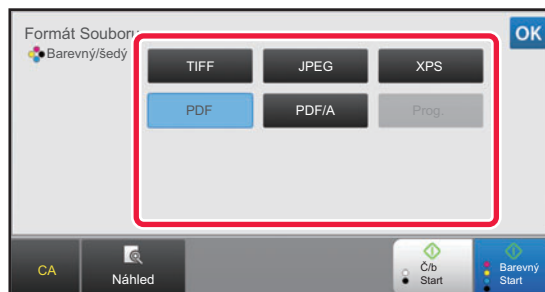 Formát Souboru
OK
Barevný/šedý
TIFF
JPEG
XPS
PDF
PDF/A
Prog.
CA
Náhled
Č/b
Start
Barevný
Start